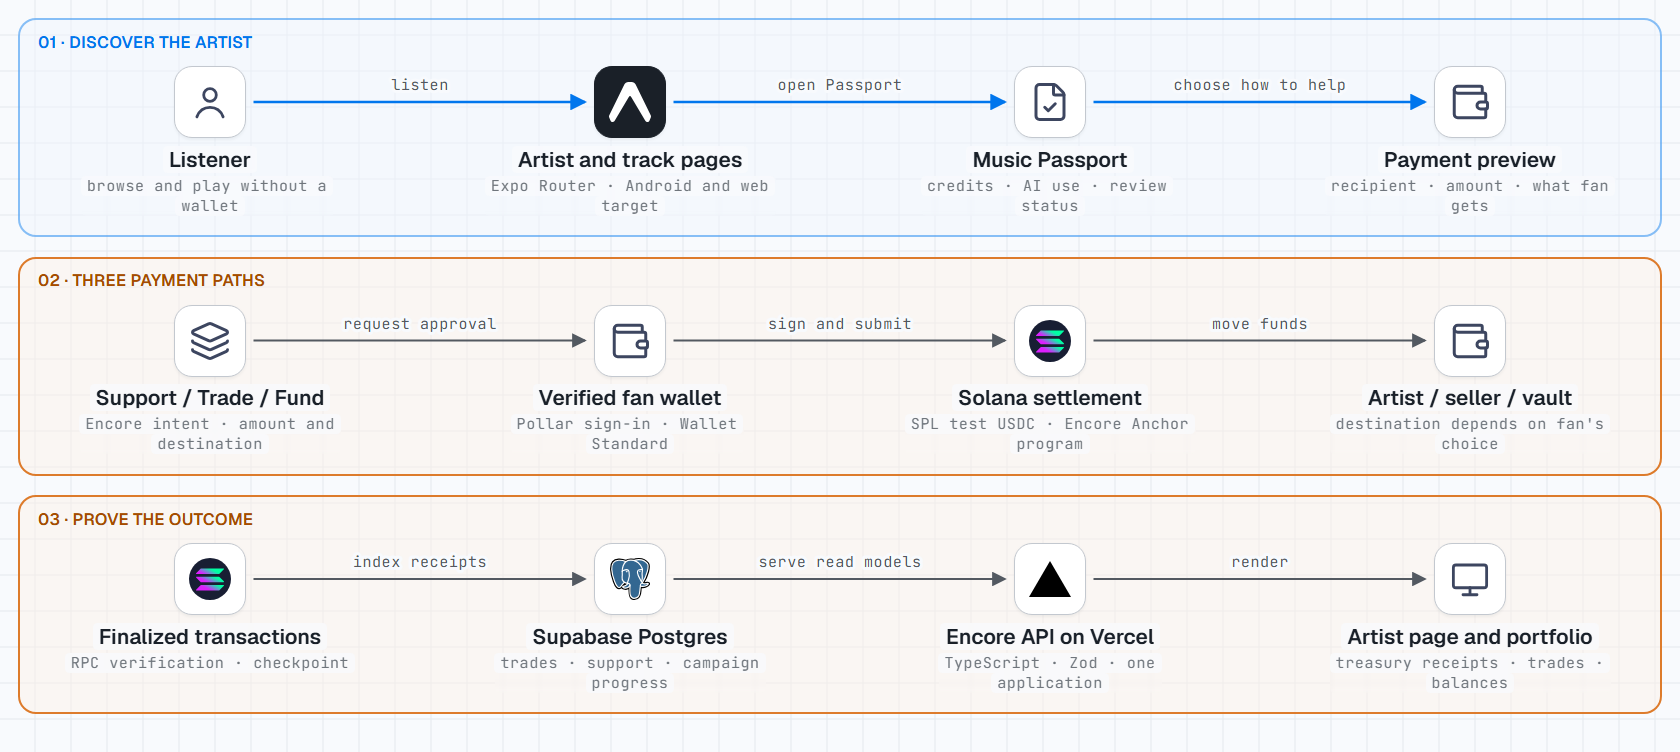 01 · DISCOVER THE ARTIST
listen
open Passport
choose how to help
Listener
browse and play without a
wallet
Artist and track pages
Expo Router · Android and web
target
Music Passport
credits · AI use · review
status
Payment preview
recipient · amount · what fan
gets
02 · THREE PAYMENT PATHS
request approval
sign and submit
move funds
Support / Trade / Fund
Encore intent · amount and
destination
Verified fan wallet
Pollar sign-in · Wallet
Standard
Solana settlement
SPL test USDC · Encore Anchor
program
Artist / seller / vault
destination depends on fan's
choice
03 · PROVE THE OUTCOME
index receipts
serve read models
render
Finalized transactions
RPC verification · checkpoint
Supabase Postgres
trades · support · campaign
progress
Encore API on Vercel
TypeScript · Zod · one
application
Artist page and portfolio
treasury receipts · trades ·
balances